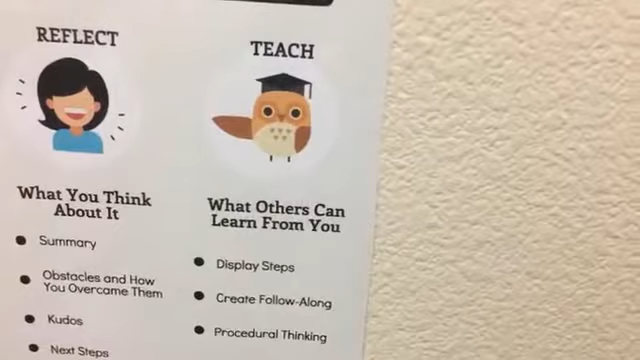 REFLECT
What You Think
About It
Summary
Obstacles and How
You Overcame Them
Kudos
Next Steps
TEACH
What Others Can
Learn From You
Display Steps
Create Follow-Along
Procedural Thinking